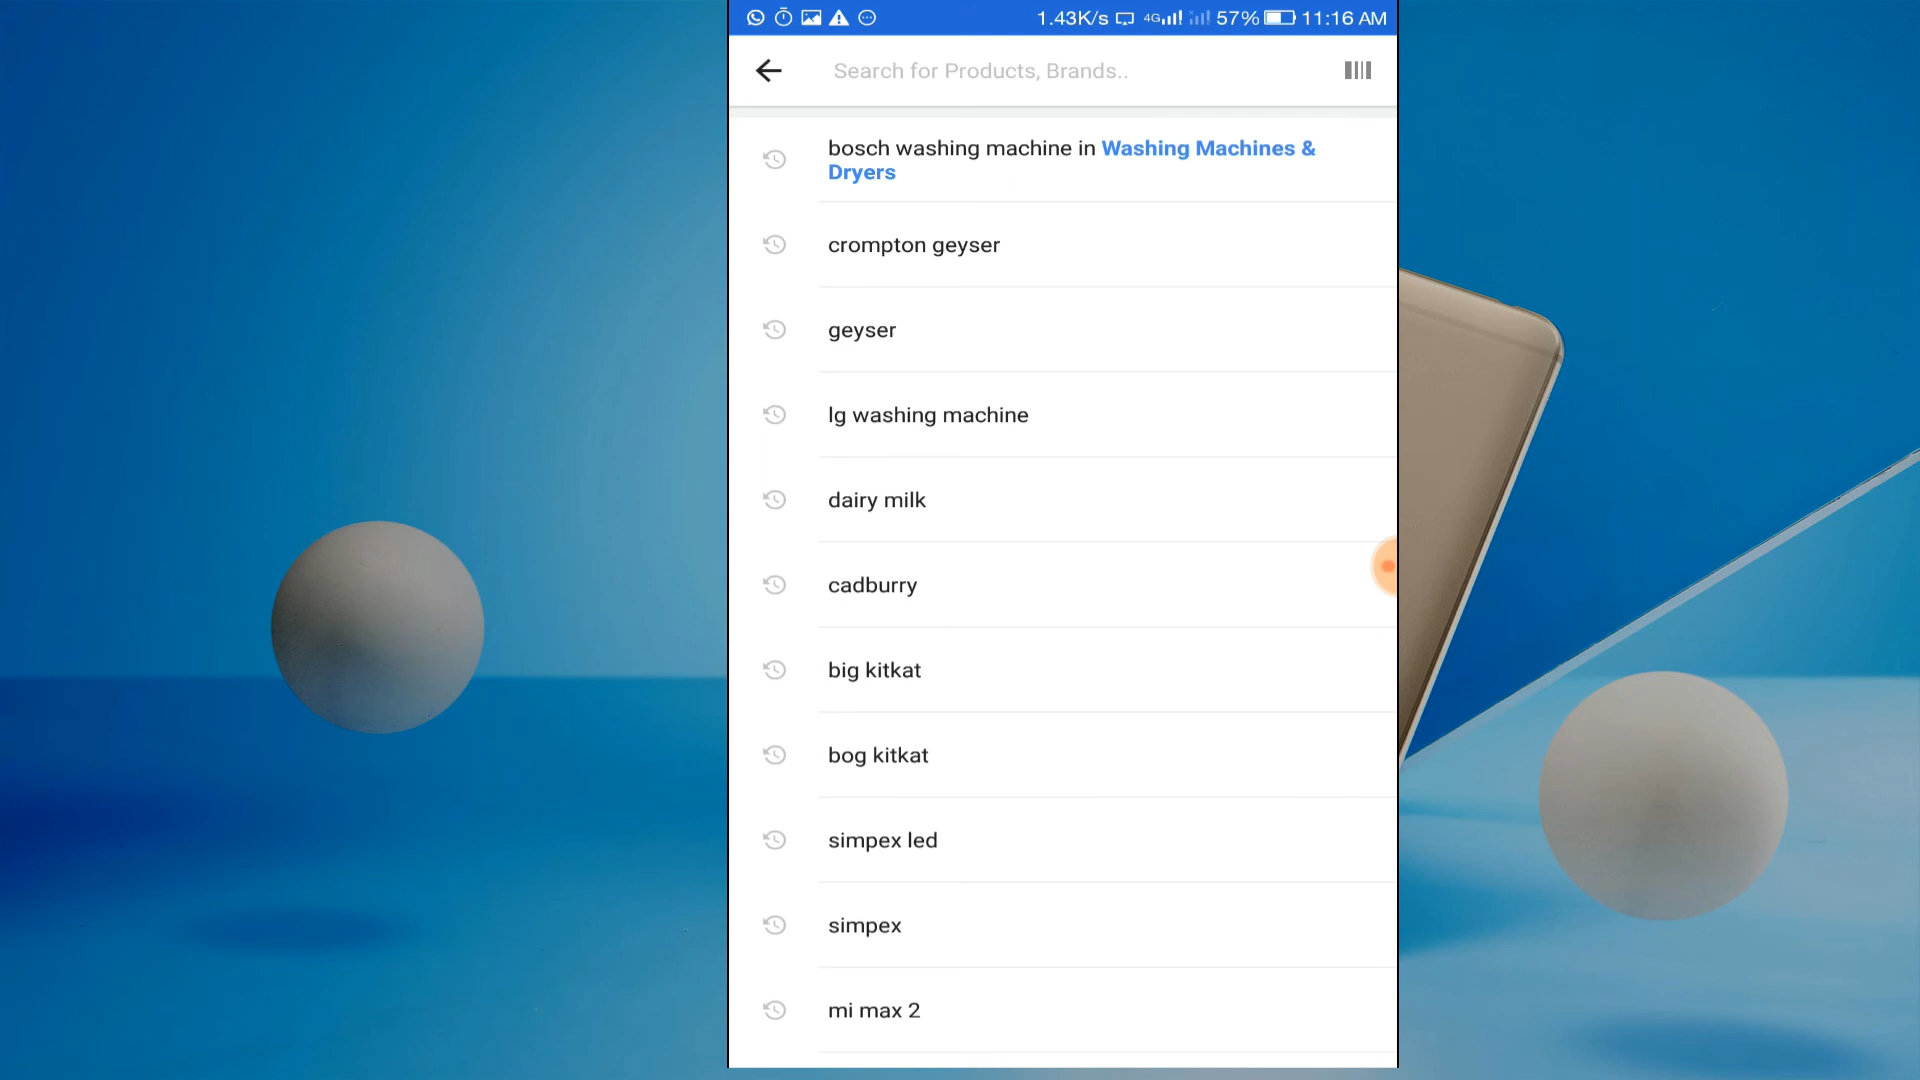 1.43K/s 4G 57% 11:16 AM
Search for Products, Brands..
bosch washing machine in Washing Machines &
Dryers
crompton geyser
geyser
lg washing machine
dairy milk
cadburry
big kitkat
bog kitkat
simpex led
simpex
mi max 2